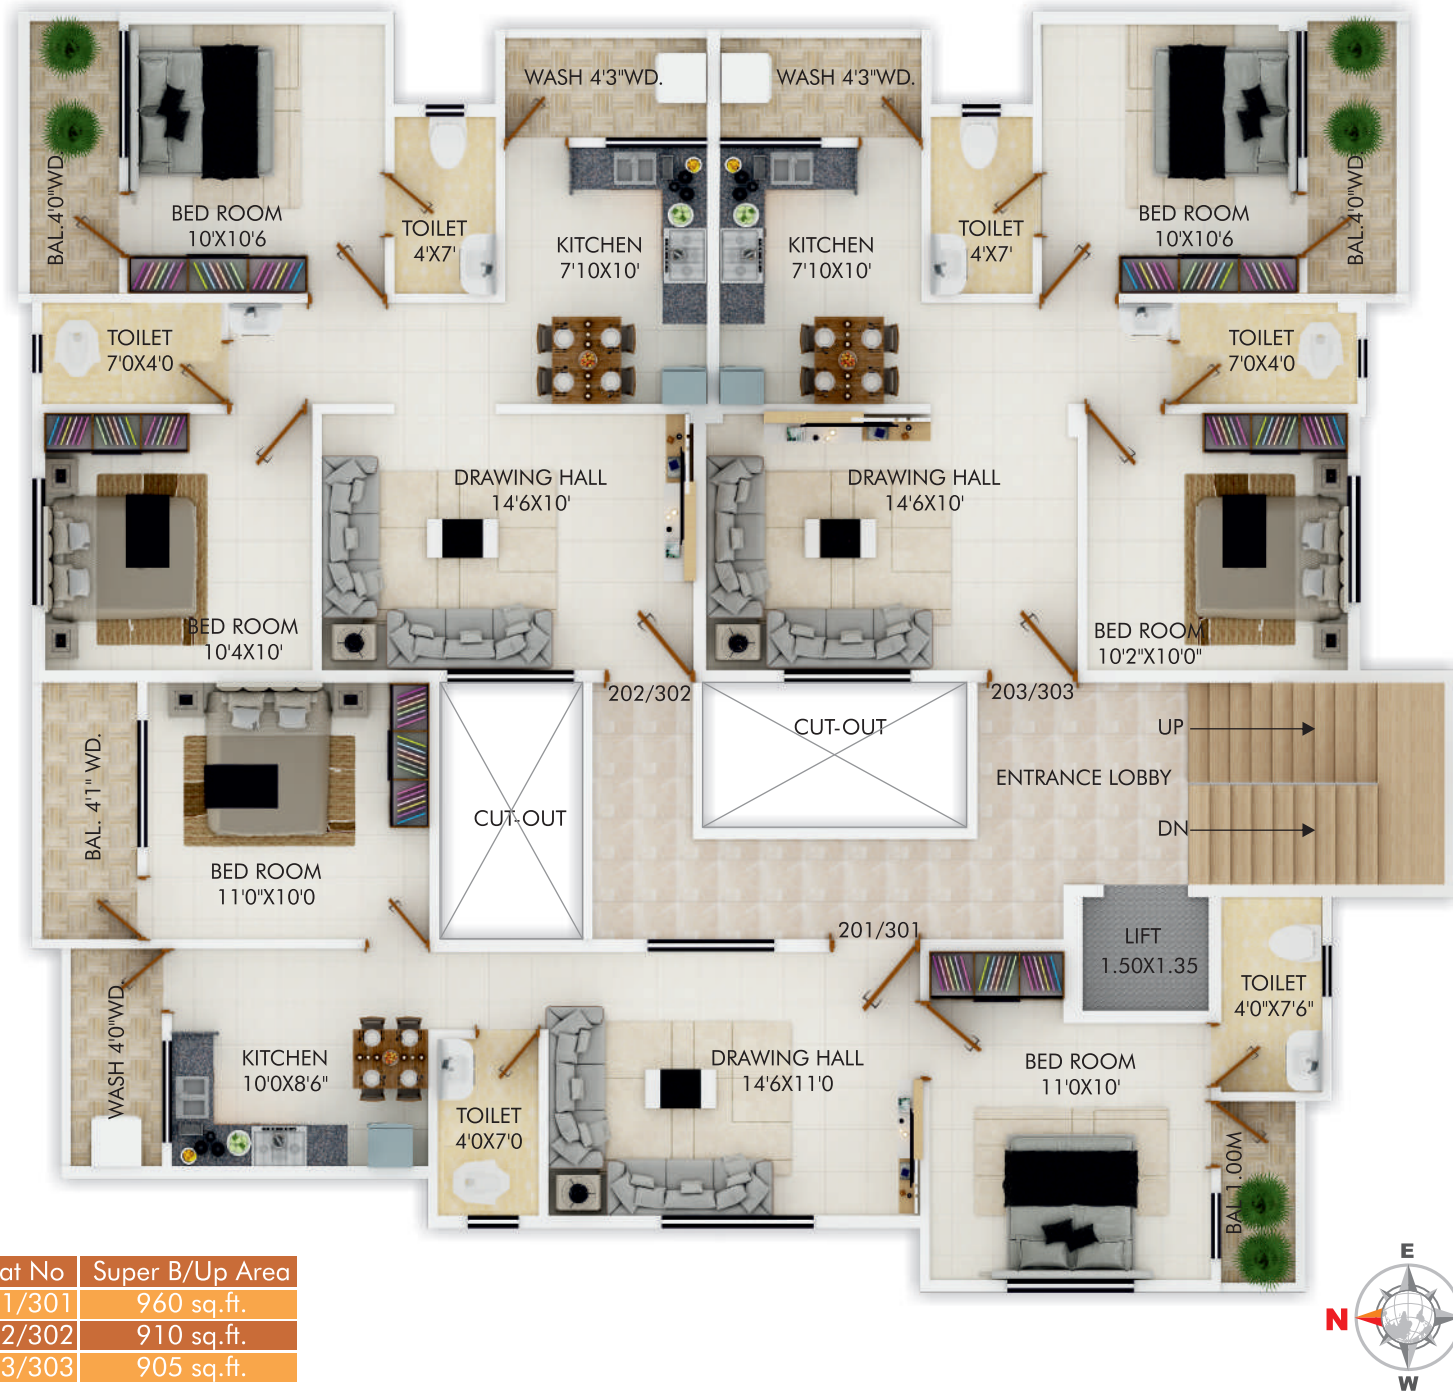 WASH 4'3"WD.
WASH 4'3"WD.
BAL.4'0"WD.
BED ROOM
10'X10'6
TOILET
4'X7'
KITCHEN
7'10X10'
KITCHEN
7'10X10'
TOILET
4'X7'
BED ROOM
10'X10'6
BAL.4'0"WD.
TOILET
7'0X4'0
TOILET
7'0X4'0
DRAWING HALL
14'6X10'
DRAWING HALL
14'6X10'
BED ROOM
10'4X10'
BED ROOM
10'2"X10'0"
202/302
203/303
BAL. 4'1" WD.
CUT-OUT
CUT-OUT
UP
ENTRANCE LOBBY
DN
BED ROOM
11'0"X10'0
201/301
LIFT
1.50X1.35
TOILET
4'0"X7'6"
WASH 4'0"WD.
KITCHEN
10'0X8'6"
TOILET
4'0X7'0
DRAWING HALL
14'6X11'0
BED ROOM
11'0X10'
BAL.1.00M
at No Super B/Up Area
1/301 960 sq.ft.
2/302 910 sq.ft.
3/303 905 sq.ft.
E
N
W